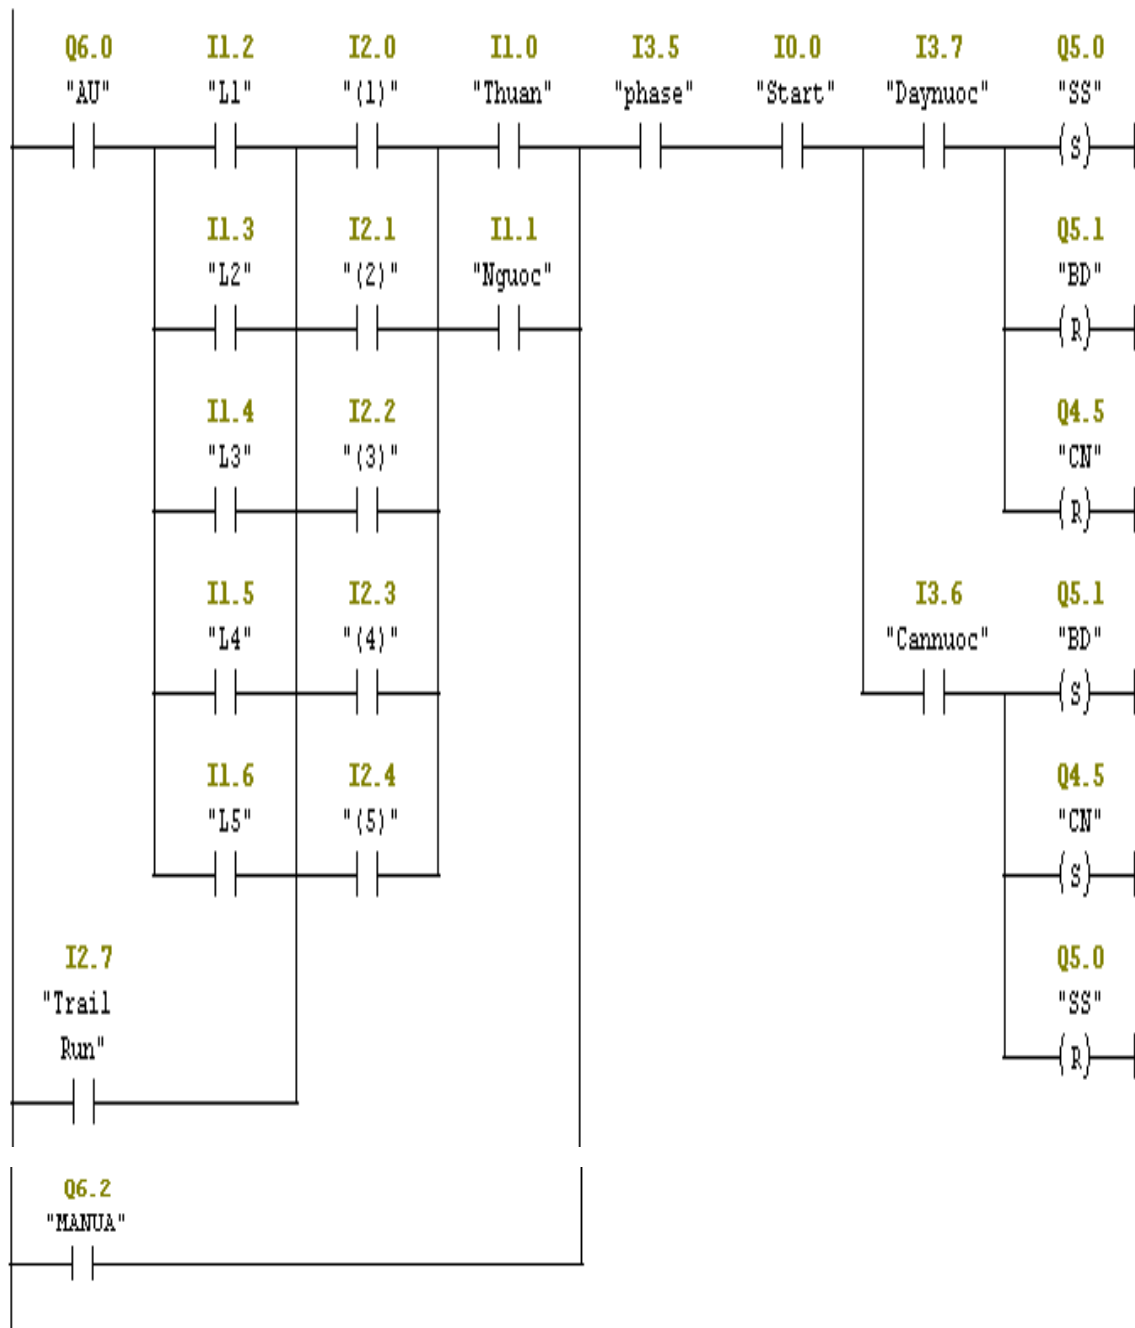 Q6.0 I1.2 I2.0 I1.0 I3.5 I0.0 I3.7 Q5.0
"AU" "L1" "(1)" "Thuan" "phase" "Start" "Daynuoc" "SS"
(S)
I1.3 I2.1 I1.1 Q5.1
"L2" "(2)" "Nguoc" "BD"
(R)
I1.4 I2.2 Q4.5
"L3" "(3)" "CN"
(R)
I1.5 I2.3 I3.6 Q5.1
"L4" "(4)" "Cannuoc" "BD"
(S)
I1.6 I2.4 Q4.5
"L5" "(5)" "CN"
(S)
I2.7 Q5.0
"Trail "SS"
Run"
(R)
Q6.2
"MANUA"